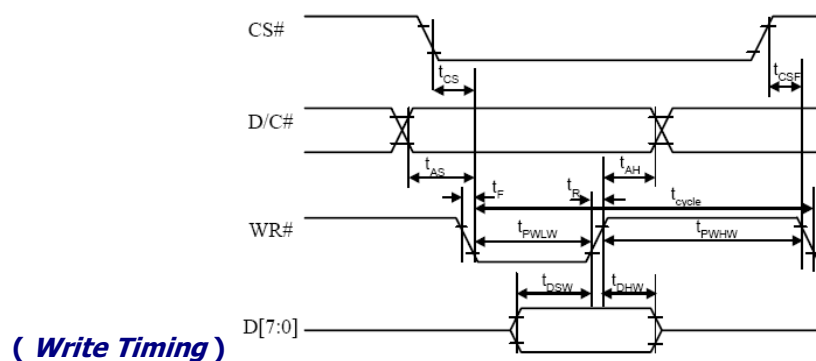 CS#
tCS
tCSF
D/C#
tAS
tAH
tF
tR
tcycle
WR#
tPWLW
tPWHW
tDSW
tDHW
D[7:0]
( Write Timing )